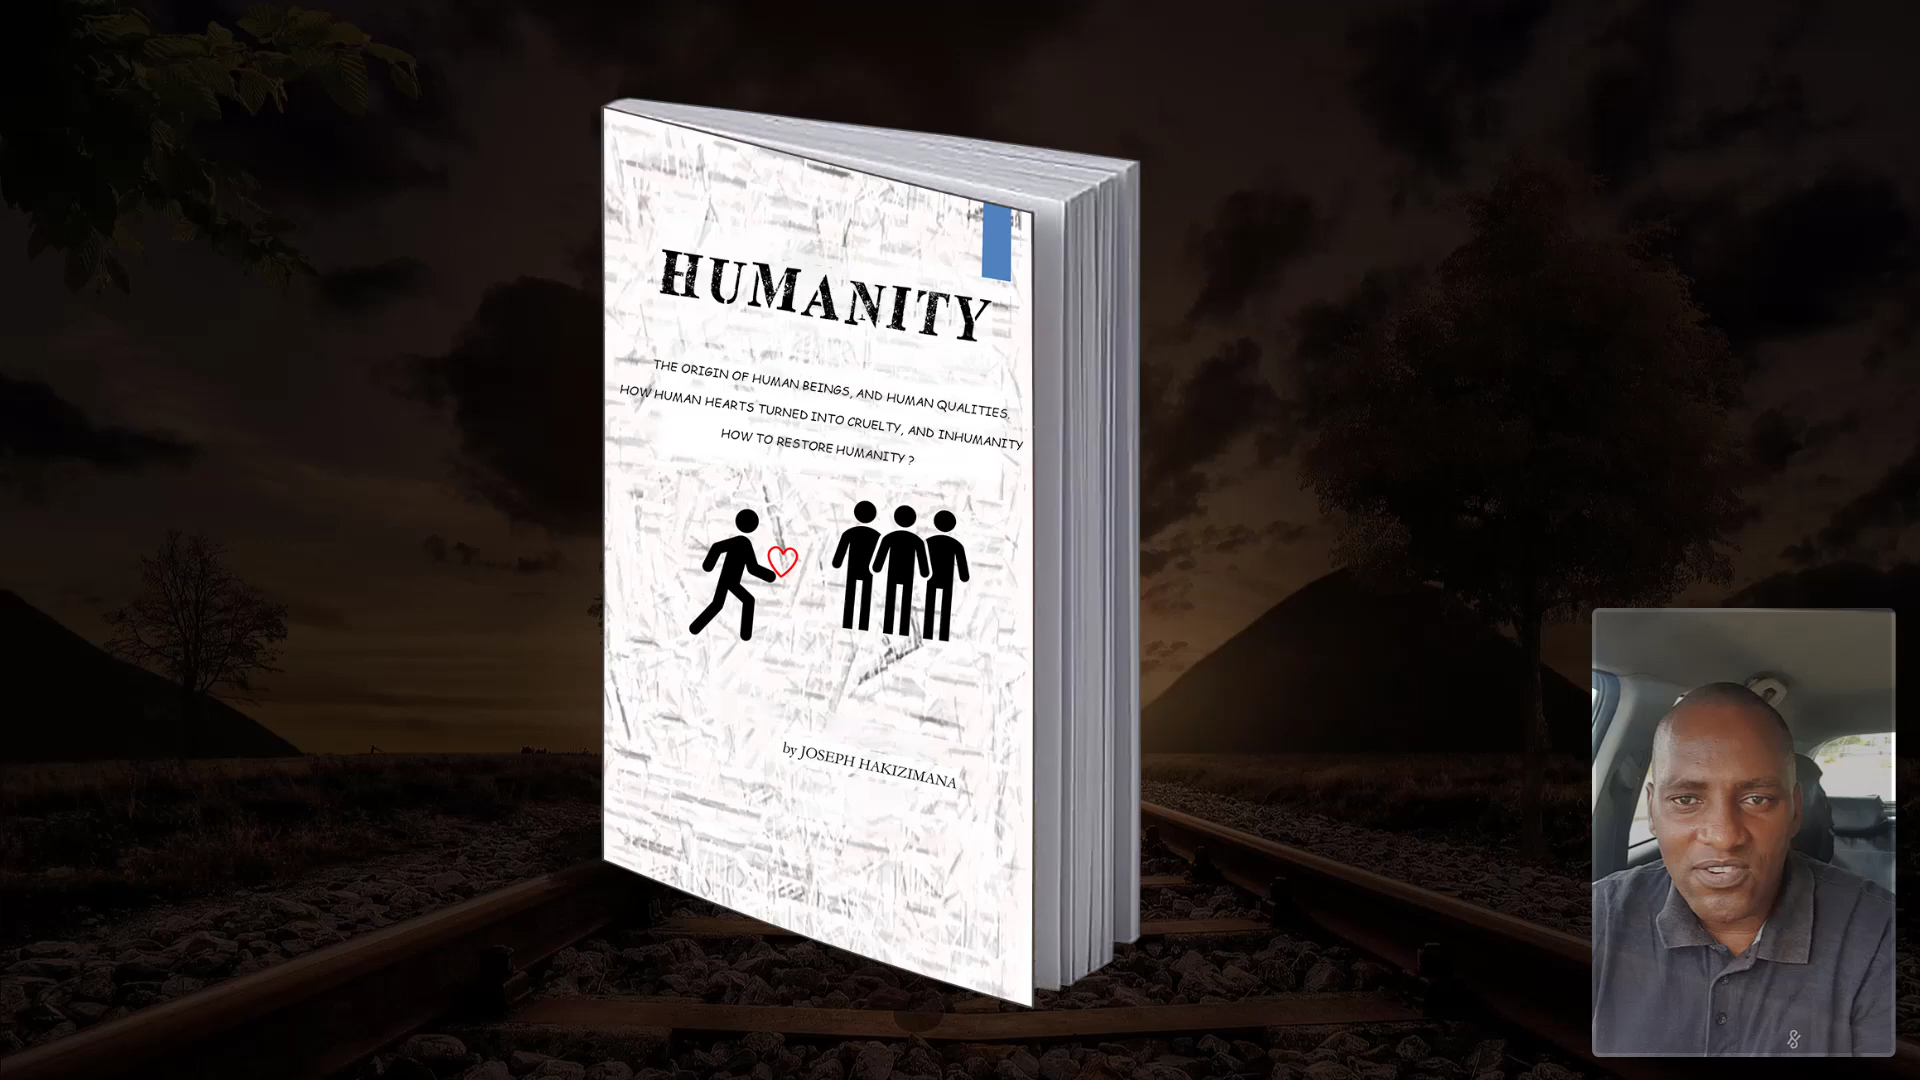 HUMANITY
THE ORIGIN OF HUMAN BEINGS, AND HUMAN QUALITIES.
HOW HUMAN HEARTS TURNED INTO CRUELTY, AND INHUMANITY
HOW TO RESTORE HUMANITY ?
by JOSEPH HAKIZIMANA